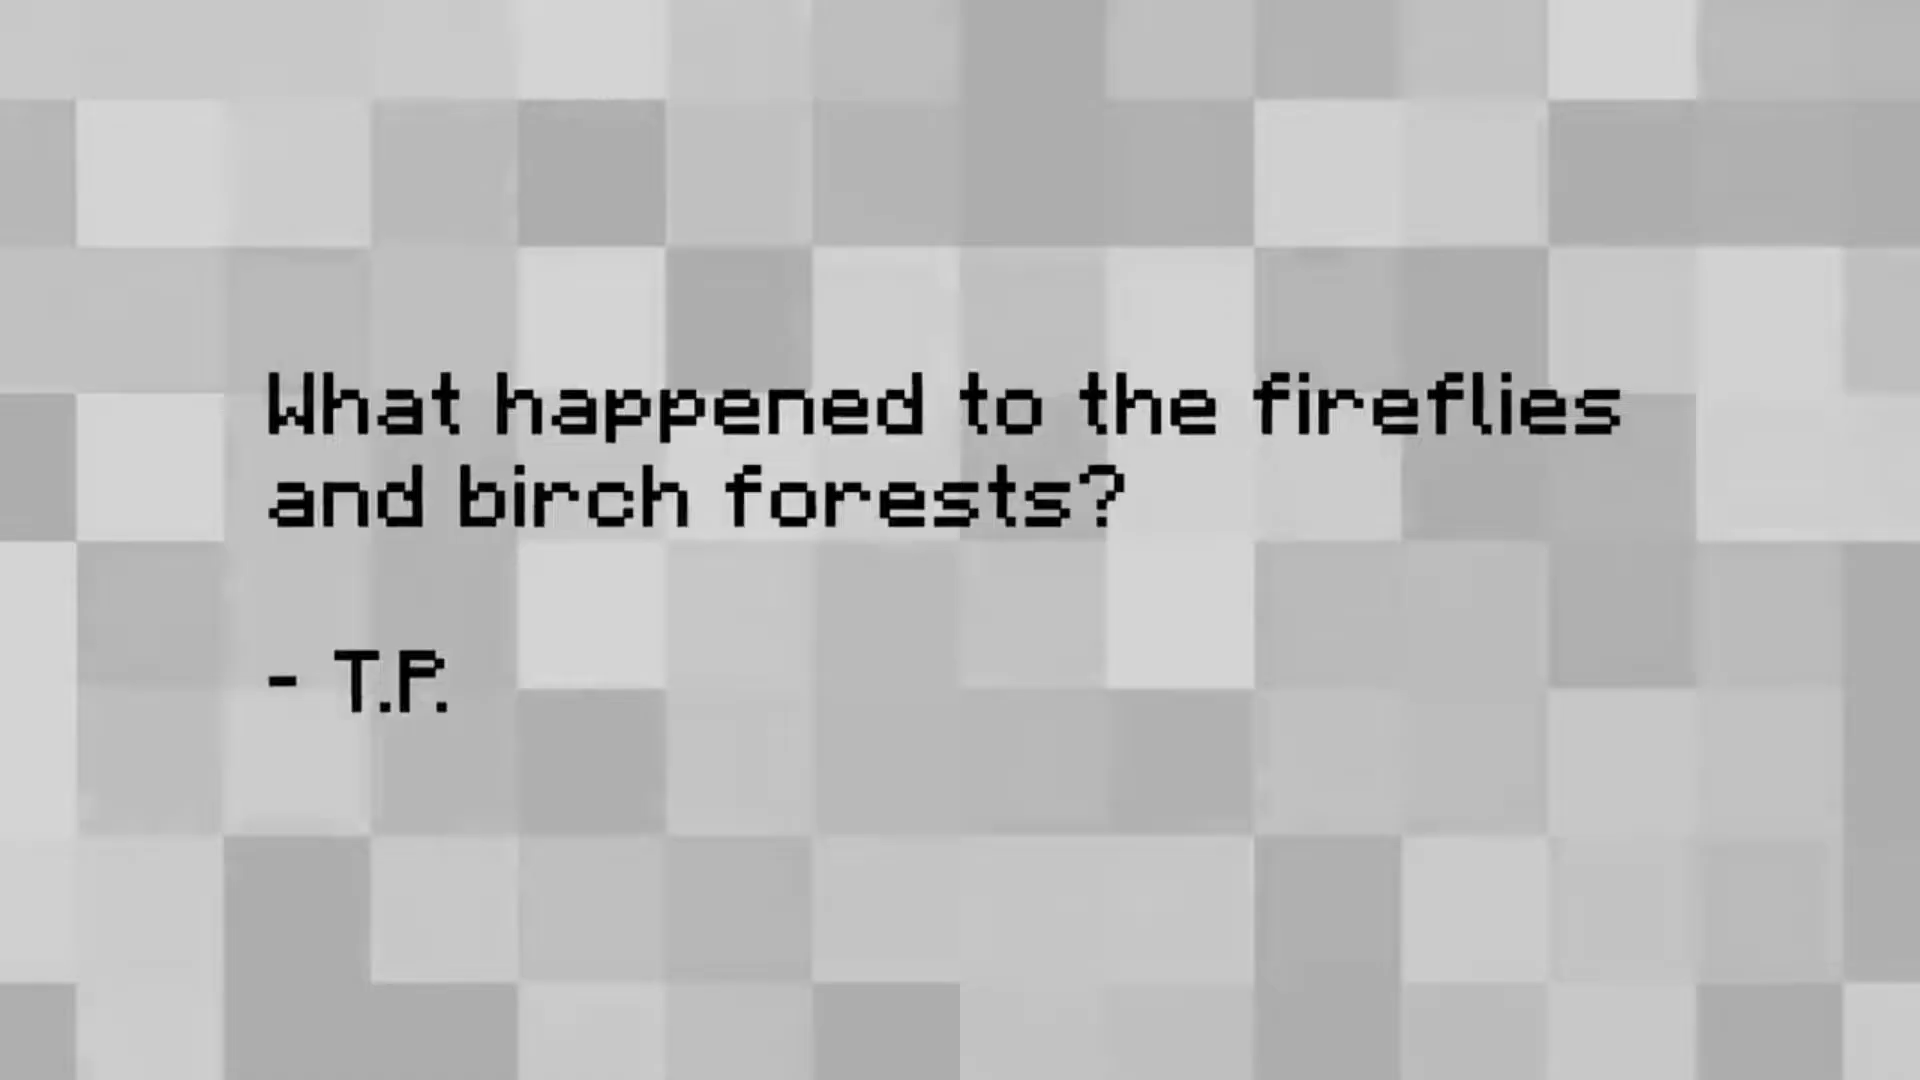 What happened to the fireflies
and birch forests?
- T.P.